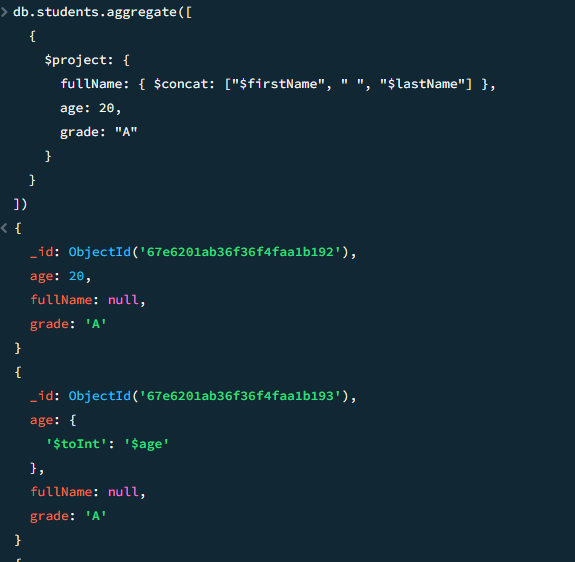 > db.students.aggregate([
{
$project: {
fullName: { $concat: ["$firstName", " ", "$lastName"] },
age: 20,
grade: "A"
}
}
])
< {
_id: ObjectId('67e6201ab36f36f4faa1b192'),
age: 20,
fullName: null,
grade: 'A'
}
{
_id: ObjectId('67e6201ab36f36f4faa1b193'),
age: {
'$toInt': '$age'
},
fullName: null,
grade: 'A'
}
{